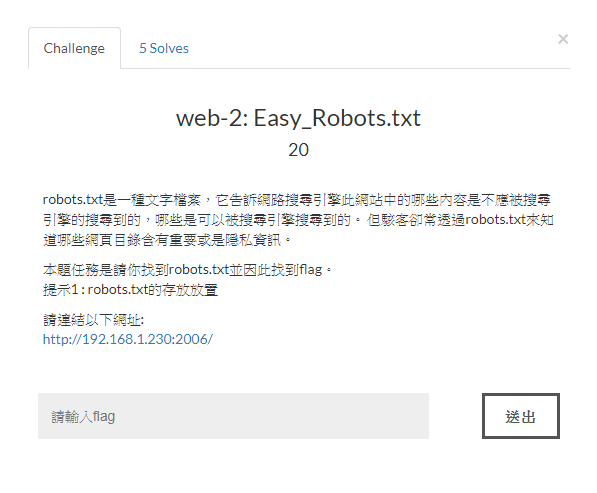 Challenge
5 Solves
×
web-2: Easy_Robots.txt
20
robots.txt是一種文字檔案，它告訴網路搜尋引擎此網站中的哪些內容是不應被搜尋
引擎的搜尋到的，哪些是可以被搜尋引擎搜尋到的。 但駭客卻常透過robots.txt來知
道哪些網頁目錄含有重要或是隱私資訊。
本題任務是請你找到robots.txt並因此找到flag。
提示1 : robots.txt的存放放置
請連結以下網址:
http://192.168.1.230:2006/
請輸入flag
送出